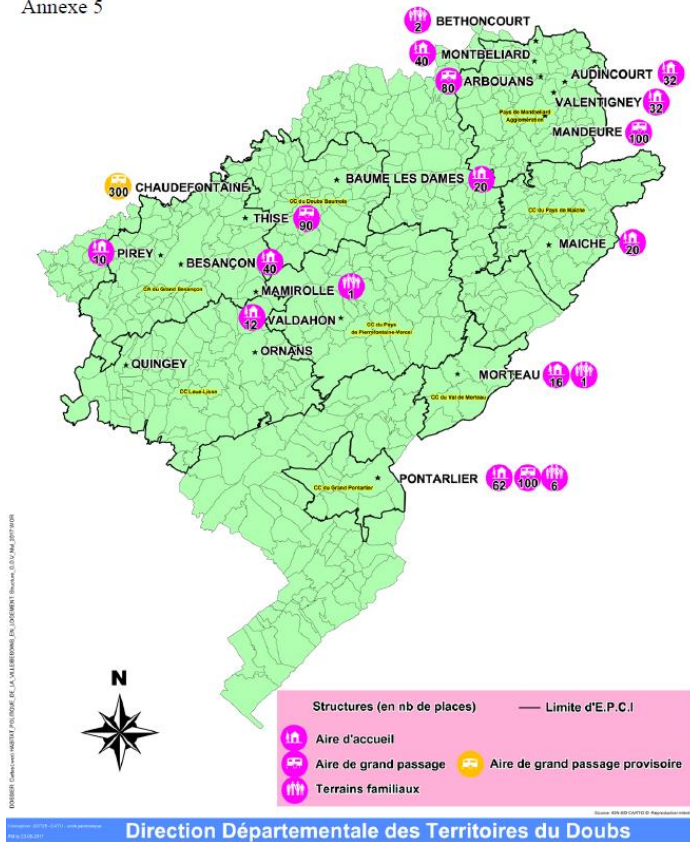 Annexe 5
2 BETHONCOURT
40 MONTBELIARD
80 ARBOUANS
AUDINCOURT 32
VALENTIGNEY 32
Pays de Montbéliard
Agglomération
MANDEURE 100
300 CHAUDEFONTAINE
BAUME LES DAMES 20
CC du Doubs Baumois
THISE 90
CC du Pays de Maîche
MAICHE 20
10 PIREY
BESANÇON 40
CA du Grand Besançon
MAMIROLLE 1
12 VALDAHON
CC du Pays
de Pierrefontaine-Vercel
ORNANS
QUINGEY
CC Loue-Lison
MORTEAU 16 1
CC du Val de Morteau
PONTARLIER 62 100 6
CC du Grand Pontarlier
N
Structures (en nb de places)
Limite d'E.P.C.I
Aire d'accueil
Aire de grand passage
Aire de grand passage provisoire
Terrains familiaux
Direction Départementale des Territoires du Doubs